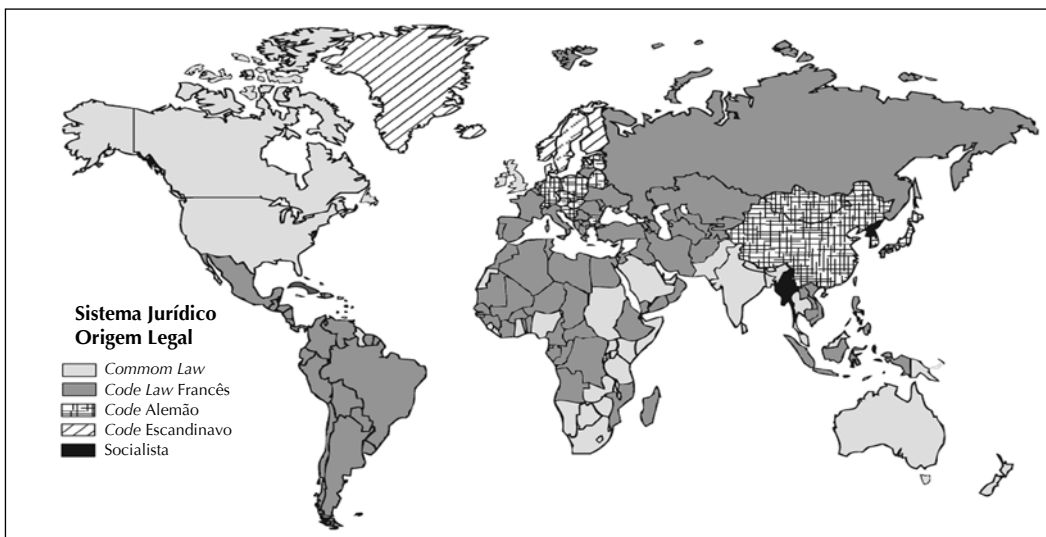 Sistema Jurídico
Origem Legal
Commom Law
Code Law Francês
Code Alemão
Code Escandinavo
Socialista